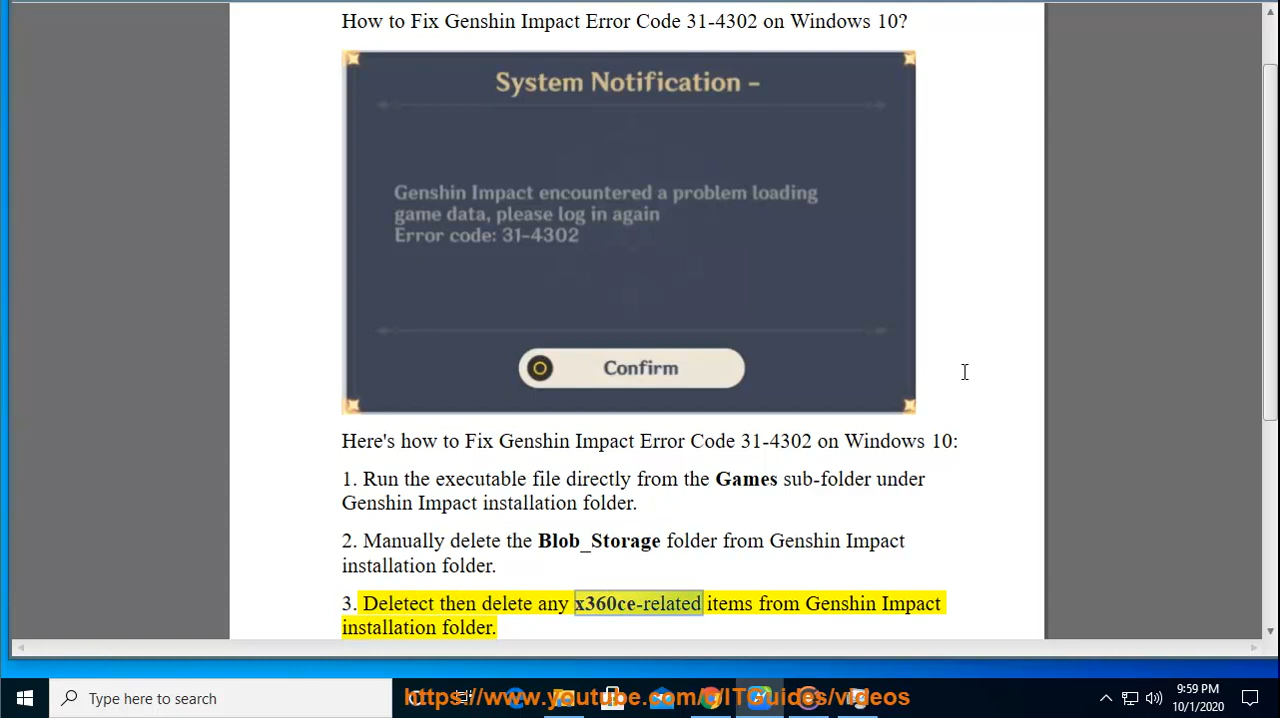 How to Fix Genshin Impact Error Code 31-4302 on Windows 10?
System Notification -
Genshin Impact encountered a problem loading
game data, please log in again
Error code: 31-4302
Confirm
Here's how to Fix Genshin Impact Error Code 31-4302 on Windows 10:
1. Run the executable file directly from the Games sub-folder under
Genshin Impact installation folder.
2. Manually delete the Blob_Storage folder from Genshin Impact
installation folder.
3. Deletect then delete any x360ce-related items from Genshin Impact
installation folder.
Type here to search
https://www.youtube.com/c/ITGuides/videos
9:59 PM
10/1/2020